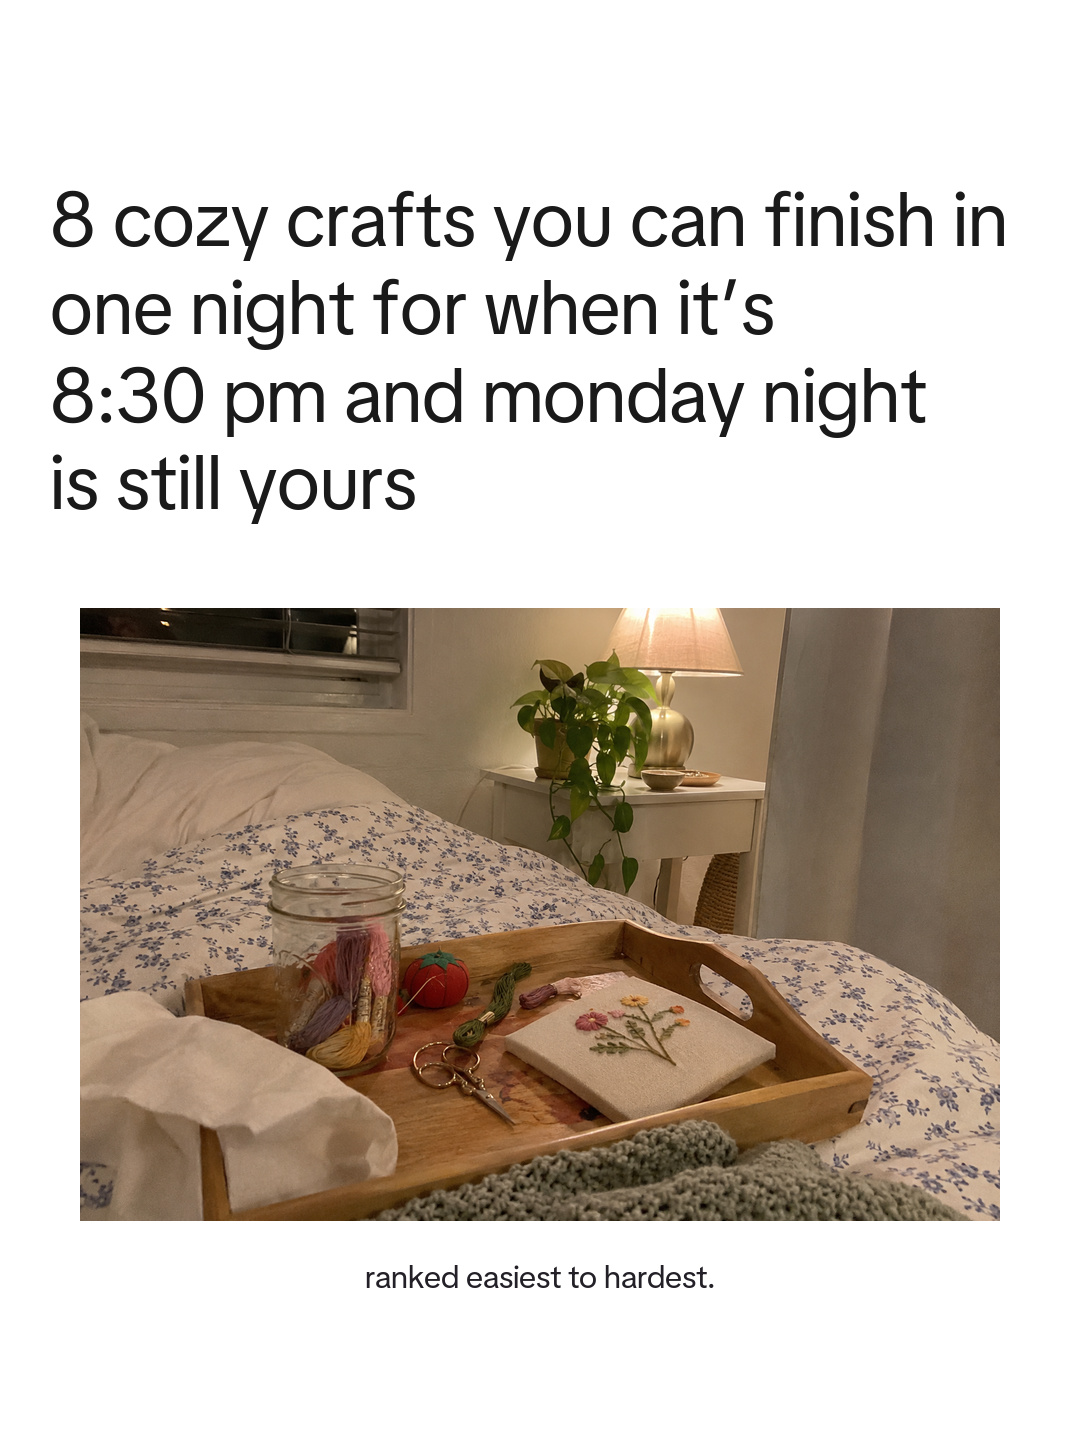 8 cozy crafts you can finish in
one night for when it’s
8:30 pm and monday night
is still yours
ranked easiest to hardest.